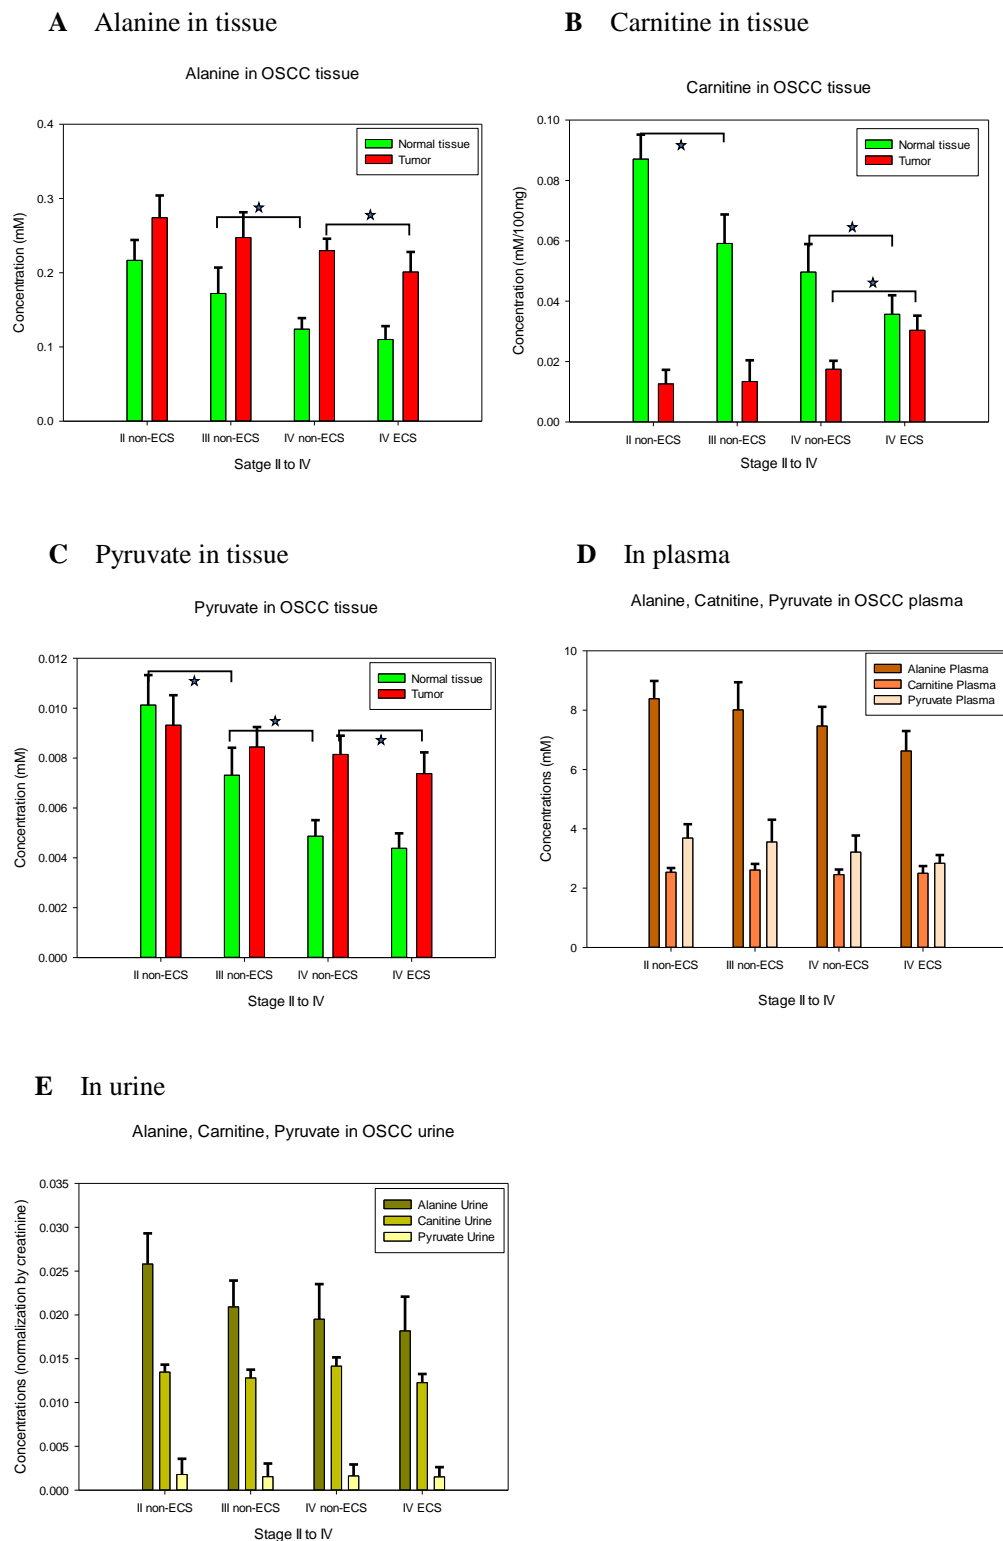 A Alanine in tissue
Alanine in OSCC tissue
0.4
0.3
0.2
0.1
0.0
Concentration (mM)
Normal tissue
Tumor
II non-ECS III non-ECS IV non-ECS IV ECS
Satge II to IV
B Carnitine in tissue
Carnitine in OSCC tissue
0.10
0.08
0.06
0.04
0.02
0.00
Concentration (mM/100mg)
Normal tissue
Tumor
II non-ECS III non-ECS IV non-ECS IV ECS
Stage II to IV
C Pyruvate in tissue
Pyruvate in OSCC tissue
0.012
0.010
0.008
0.006
0.004
0.002
0.000
Concentration (mM)
Normal tissue
Tumor
II non-ECS III non-ECS IV non-ECS IV ECS
Stage II to IV
D In plasma
Alanine, Catnitine, Pyruvate in OSCC plasma
10
8
6
4
2
0
Concentrations (mM)
Alanine Plasma
Carnitine Plasma
Pyruvate Plasma
II non-ECS III non-ECS IV non-ECS IV ECS
Stage II to IV
E In urine
Alanine, Carnitine, Pyruvate in OSCC urine
0.035
0.030
0.025
0.020
0.015
0.010
0.005
0.000
Concentrations (normalization by creatinine)
Alanine Urine
Canitine Urine
Pyruvate Urine
II non-ECS III non-ECS IV non-ECS IV ECS
Stage II to IV